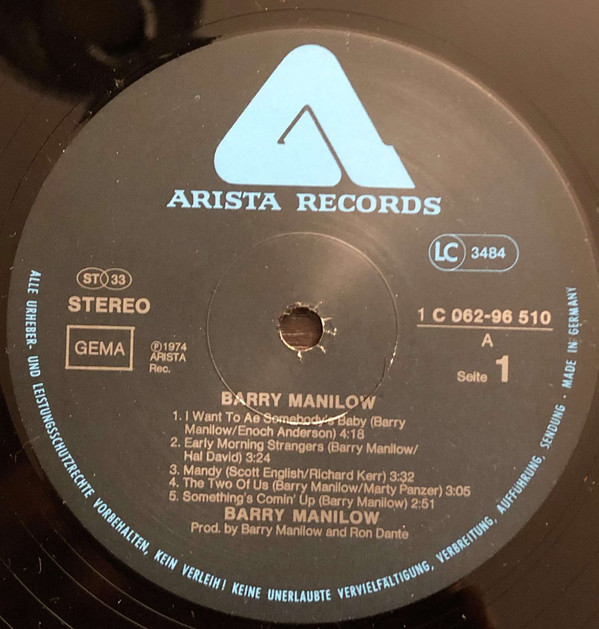 ARISTA RECORDS
LC 3484
ST 33
STEREO
GEMA
Ⓟ1974
ARISTA
Rec.
1 C 062-96 510
A
Seite 1
BARRY MANILOW
1. I Want To Ae Somebody's Baby (Barry
Manilow/Enoch Anderson) 4:18
2. Early Morning Strangers (Barry Manilow/
Hal David) 3:24
3. Mandy (Scott English/Richard Kerr) 3:32
4. The Two Of Us (Barry Manilow/Marty Panzer) 3:05
5. Something's Comin' Up (Barry Manilow) 2:51
BARRY MANILOW
Prod. by Barry Manilow and Ron Dante
ALLE URHEBER- UND LEISTUNGSSCHUTZRECHTE VORBEHALTEN, KEIN VERLEIH! KEINE UNERLAUBTE VERVIELFÄLTIGUNG, VERBREITUNG, AUFFÜHRUNG, SENDUNG · MADE IN GERMANY